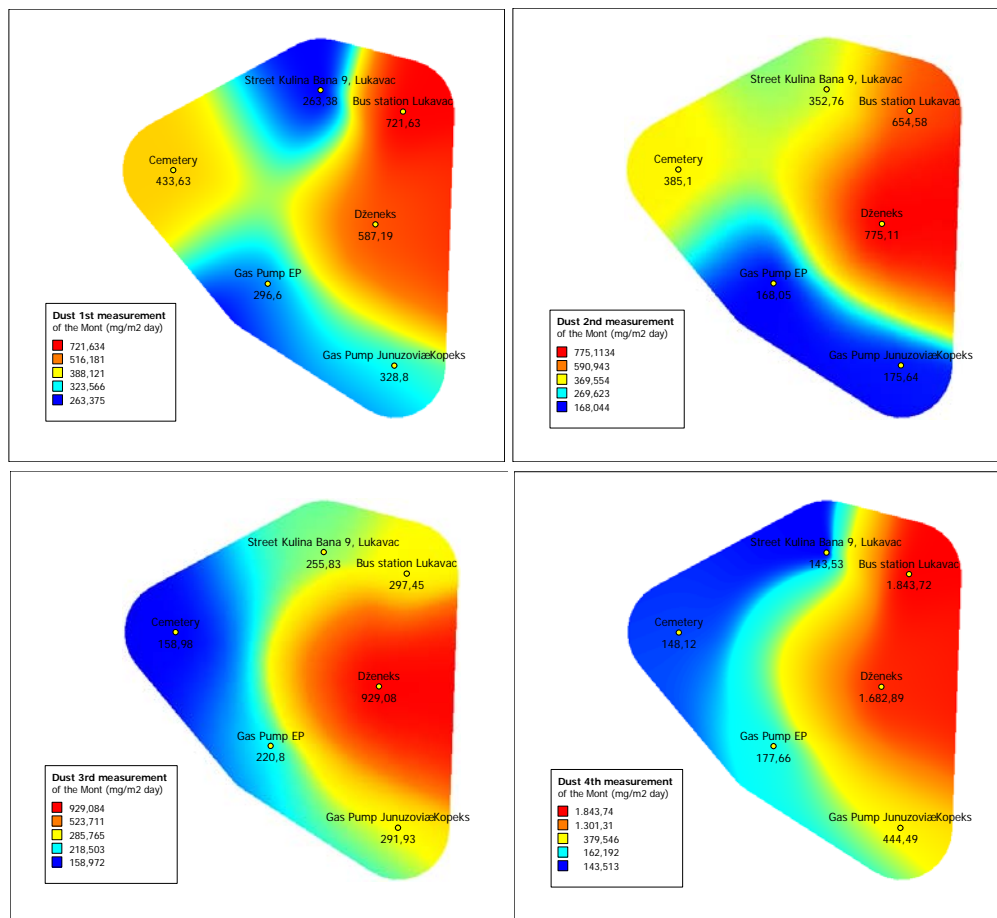 Street Kulina Bana 9, Lukavac
263,38
Bus station Lukavac
721,63
Cemetery
433,63
Dženeks
587,19
Gas Pump EP
296,6
Gas Pump JunuzoviæKopeks
328,8
Dust 1st measurement
of the Mont (mg/m2 day)
721,634
516,181
388,121
323,566
263,375
Street Kulina Bana 9, Lukavac
352,76
Bus station Lukavac
654,58
Cemetery
385,1
Dženeks
775,11
Gas Pump EP
168,05
Gas Pump JunuzoviæKopeks
175,64
Dust 2nd measurement
of the Mont (mg/m2 day)
775,1134
590,943
369,554
269,623
168,044
Street Kulina Bana 9, Lukavac
255,83
Bus station Lukavac
297,45
Cemetery
158,98
Dženeks
929,08
Gas Pump EP
220,8
Gas Pump JunuzoviæKopeks
291,93
Dust 3rd measurement
of the Mont (mg/m2 day)
929,084
523,711
285,765
218,503
158,972
Street Kulina Bana 9, Lukavac
143,53
Bus station Lukavac
1.843,72
Cemetery
148,12
Dženeks
1.682,89
Gas Pump EP
177,66
Gas Pump JunuzoviæKopeks
444,49
Dust 4th measurement
of the Mont (mg/m2 day)
1.843,74
1.301,31
379,546
162,192
143,513